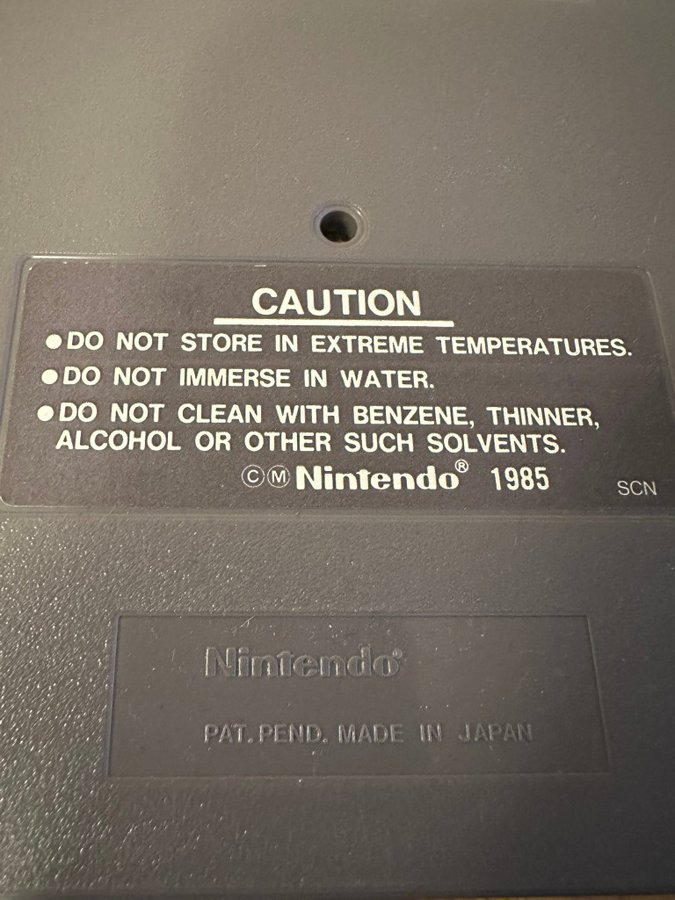 CAUTION
●DO NOT STORE IN EXTREME TEMPERATURES.
●DO NOT IMMERSE IN WATER.
●DO NOT CLEAN WITH BENZENE, THINNER,
ALCOHOL OR OTHER SUCH SOLVENTS.
ⒸⓂNintendo® 1985
SCN
Nintendo®
PAT. PEND. MADE IN JAPAN